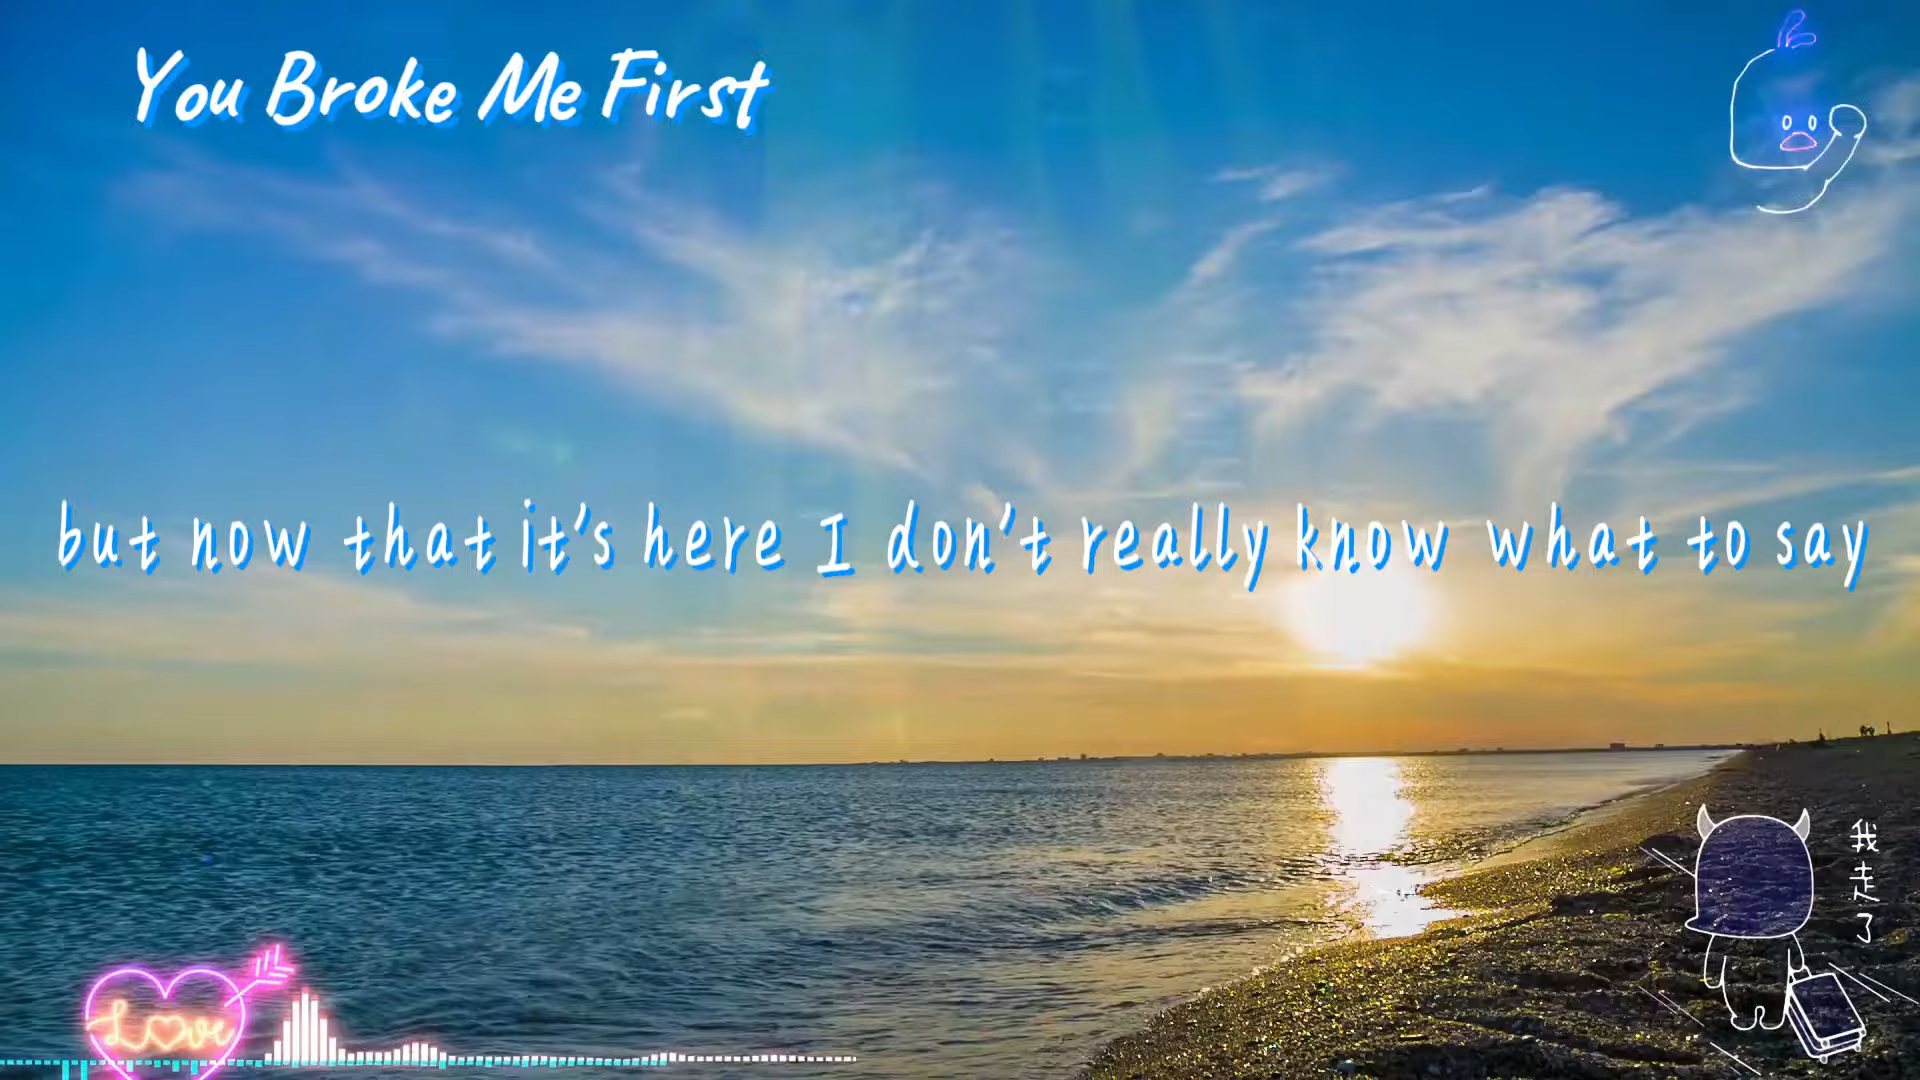 You Broke Me First
but now that it's here I don't really know what to say
我走了
Love